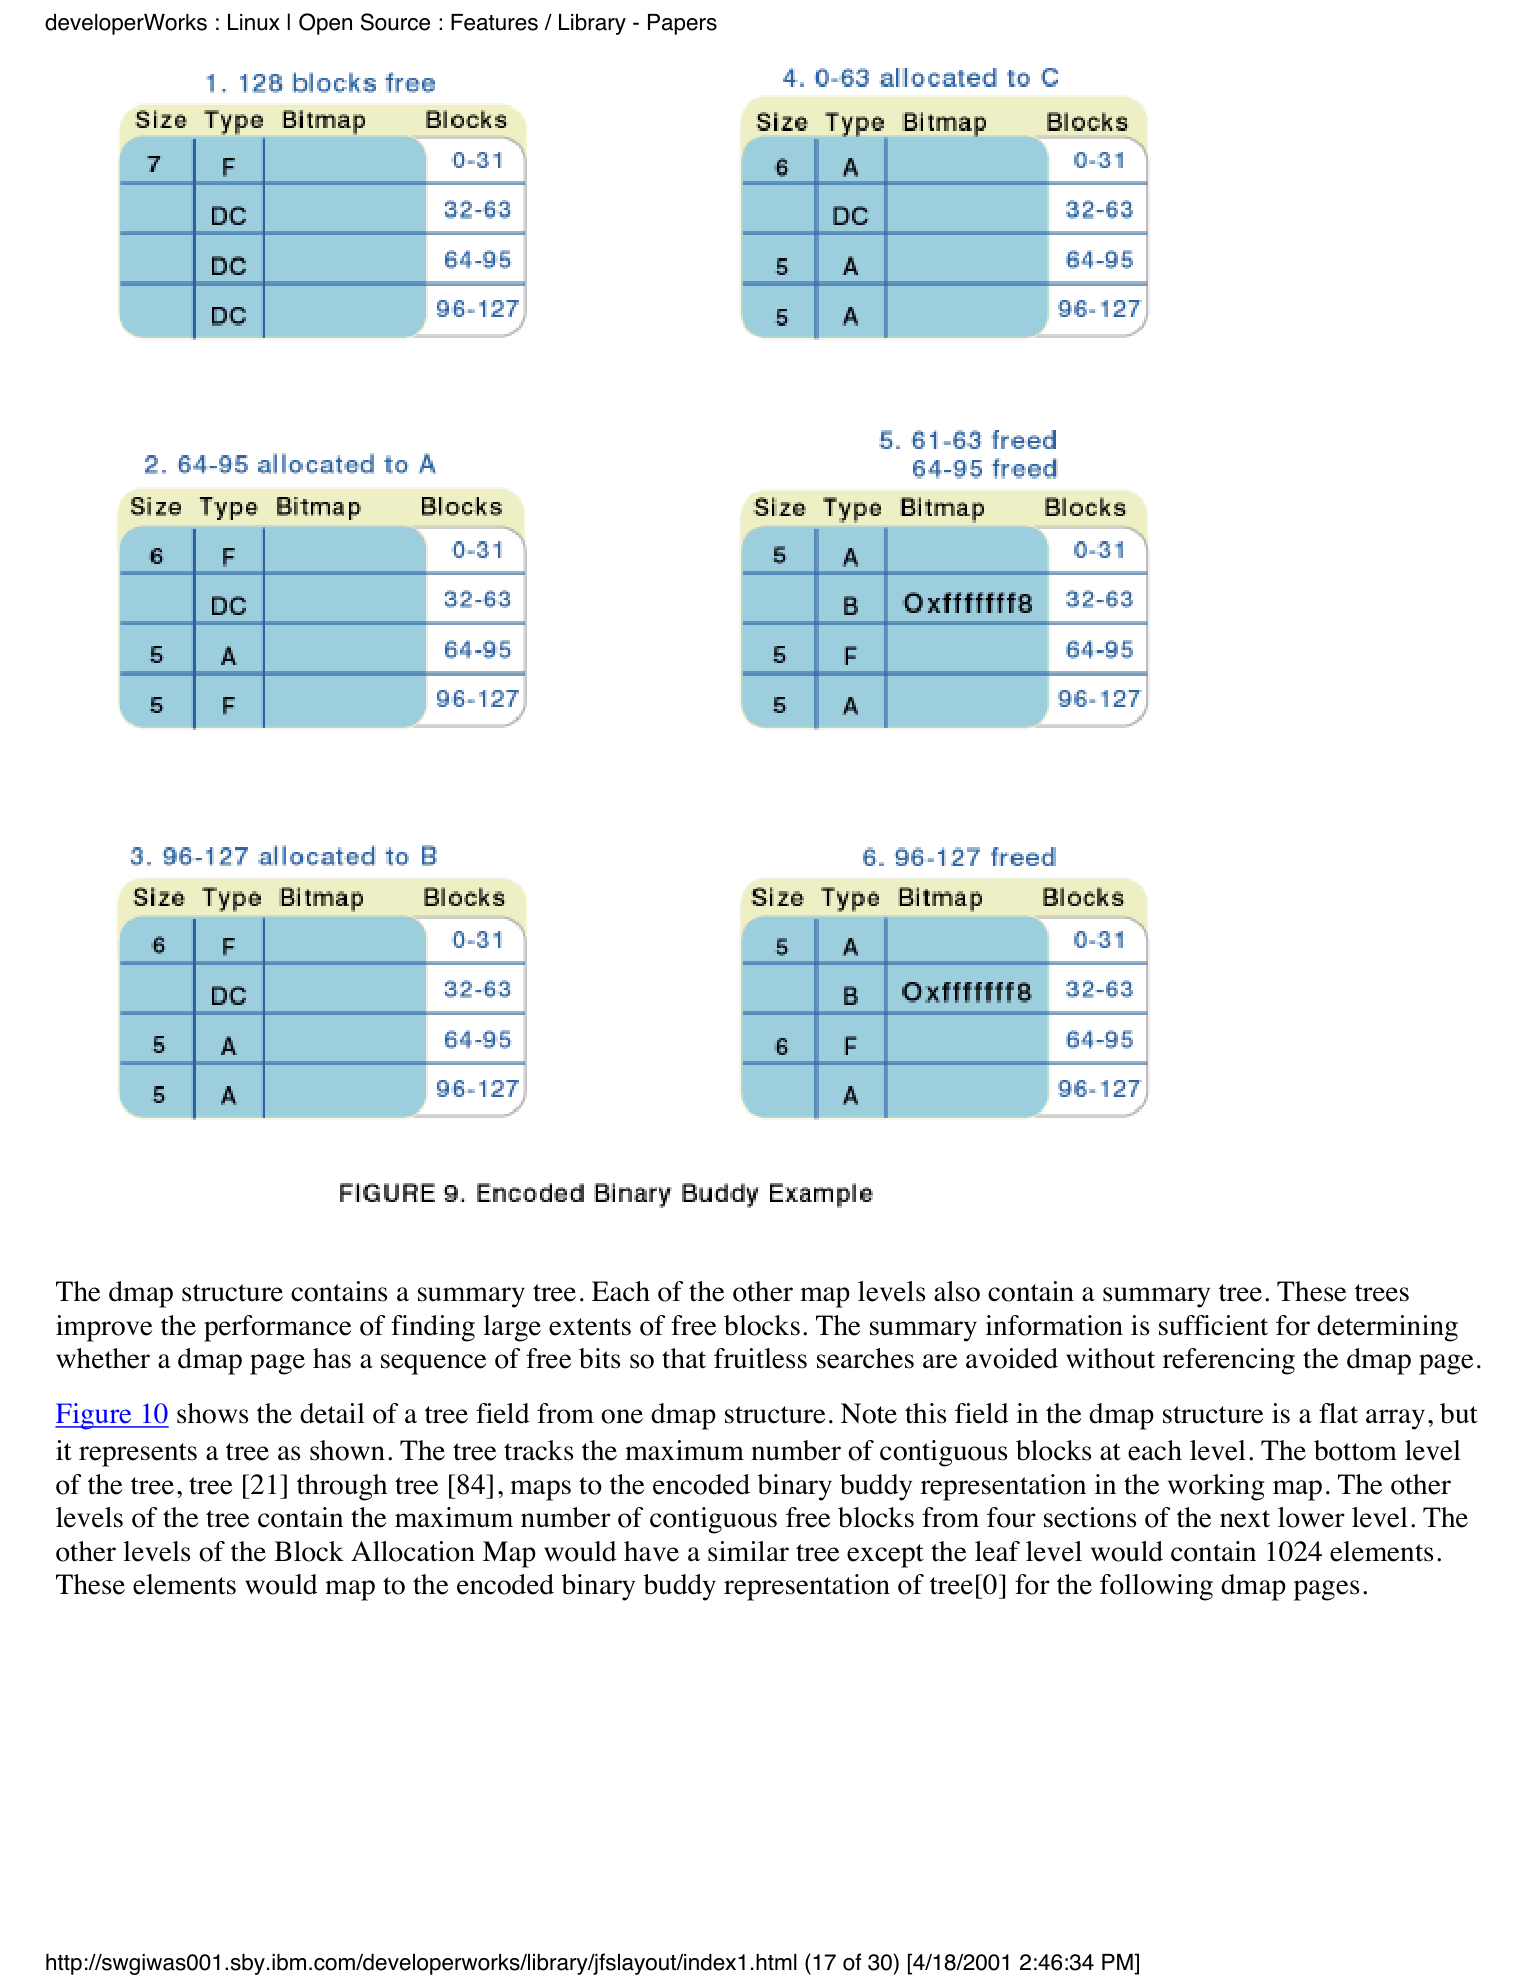 developerWorks : Linux | Open Source : Features / Library - Papers
1. 128 blocks free
Size Type Bitmap Blocks
7 F 0-31
DC 32-63
DC 64-95
DC 96-127
2. 64-95 allocated to A
Size Type Bitmap Blocks
6 F 0-31
DC 32-63
5 A 64-95
5 F 96-127
3. 96-127 allocated to B
Size Type Bitmap Blocks
6 F 0-31
DC 32-63
5 A 64-95
5 A 96-127
4. 0-63 allocated to C
Size Type Bitmap Blocks
6 A 0-31
DC 32-63
5 A 64-95
5 A 96-127
5. 61-63 freed
64-95 freed
Size Type Bitmap Blocks
5 A 0-31
B 0xfffffff8 32-63
5 F 64-95
5 A 96-127
6. 96-127 freed
Size Type Bitmap Blocks
5 A 0-31
B 0xfffffff8 32-63
6 F 64-95
A 96-127
FIGURE 9. Encoded Binary Buddy Example
The dmap structure contains a summary tree. Each of the other map levels also contain a summary tree. These trees
improve the performance of finding large extents of free blocks. The summary information is sufficient for determining
whether a dmap page has a sequence of free bits so that fruitless searches are avoided without referencing the dmap page.
Figure 10 shows the detail of a tree field from one dmap structure. Note this field in the dmap structure is a flat array, but
it represents a tree as shown. The tree tracks the maximum number of contiguous blocks at each level. The bottom level
of the tree, tree [21] through tree [84], maps to the encoded binary buddy representation in the working map. The other
levels of the tree contain the maximum number of contiguous free blocks from four sections of the next lower level. The
other levels of the Block Allocation Map would have a similar tree except the leaf level would contain 1024 elements.
These elements would map to the encoded binary buddy representation of tree[0] for the following dmap pages.
http://swgiwas001.sby.ibm.com/developerworks/library/jfslayout/index1.html (17 of 30) [4/18/2001 2:46:34 PM]